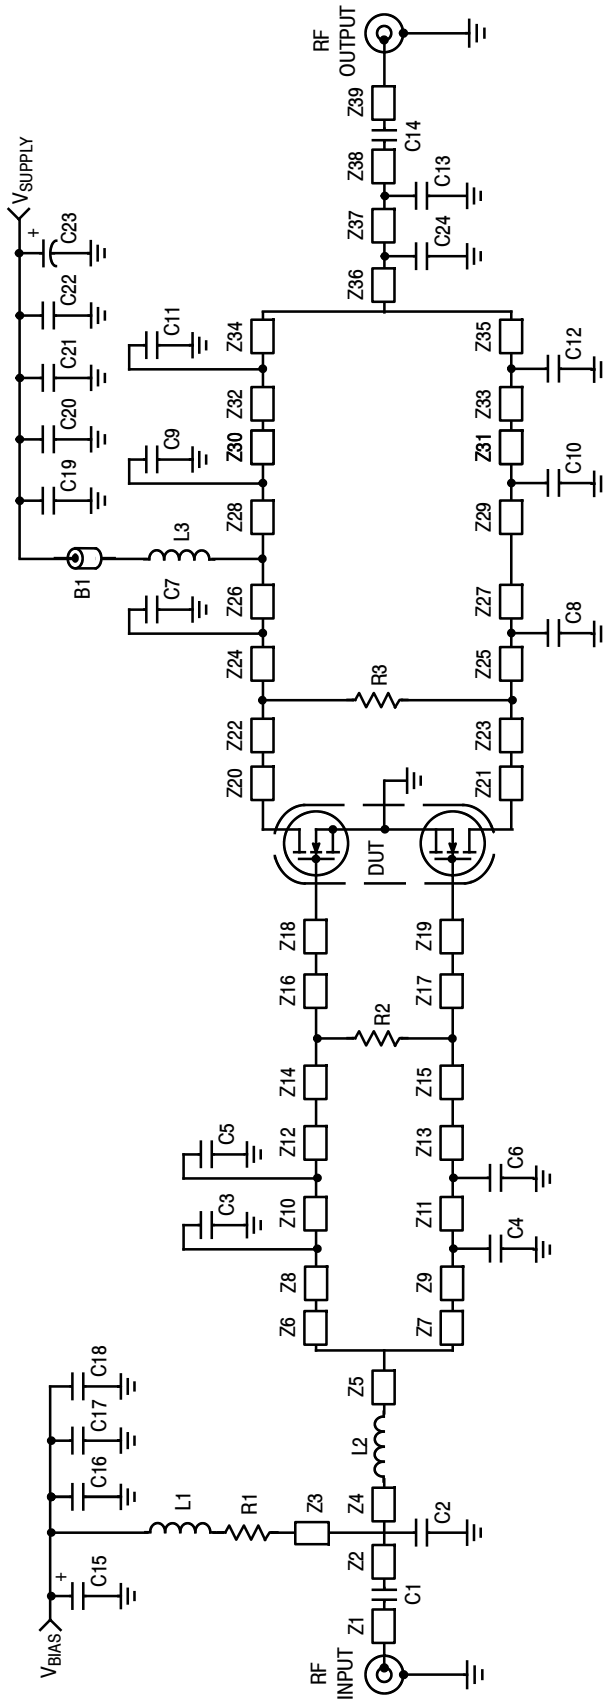 VBIAS
+
C15
C16
C17
C18
L1
R1
Z3
RF
INPUT
Z1
C1
Z2
C2
Z4
L2
Z5
Z6
Z8
C3
Z10
C5
Z12
Z14
Z16
Z18
R2
Z7
Z9
C4
Z11
C6
Z13
Z15
Z17
Z19
DUT
Z20
Z22
Z24
C7
Z26
B1
L3
Z28
C9
Z30
Z32
C11
Z34
C19
C20
C21
C22
+
C23
VSUPPLY
R3
Z21
Z23
Z25
C8
Z27
Z29
C10
Z31
Z33
C12
Z35
Z36
C24
Z37
C13
Z38
C14
Z39
RF
OUTPUT